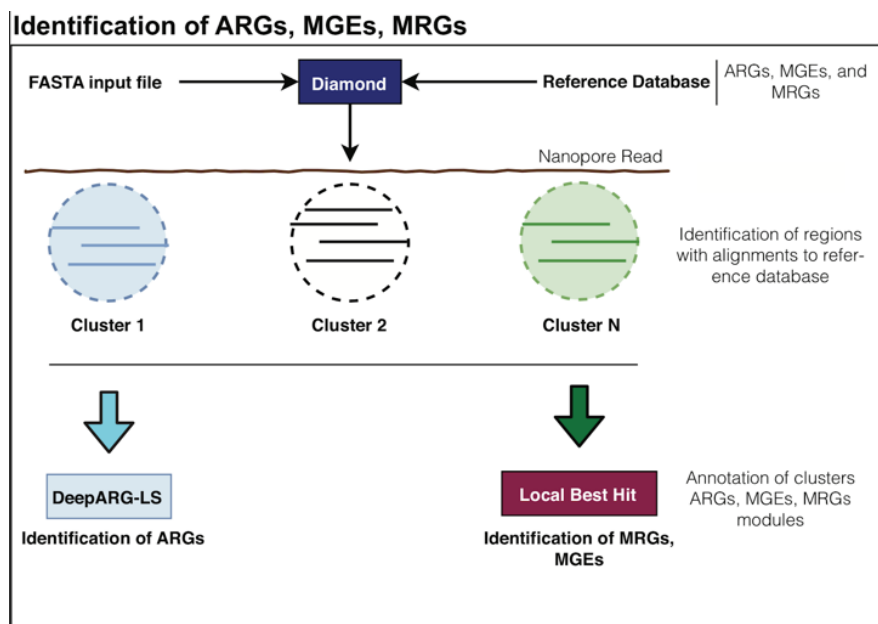 Identification of ARGs, MGEs, MRGs
FASTA input file
Diamond
Reference Database
ARGs, MGEs, and
MRGs
Nanopore Read
Identification of regions
with alignments to refer-
ence database
Cluster 1
Cluster 2
Cluster N
DeepARG-LS
Local Best Hit
Annotation of clusters
ARGs, MGEs, MRGs
modules
Identification of ARGs
Identification of MRGs,
MGEs